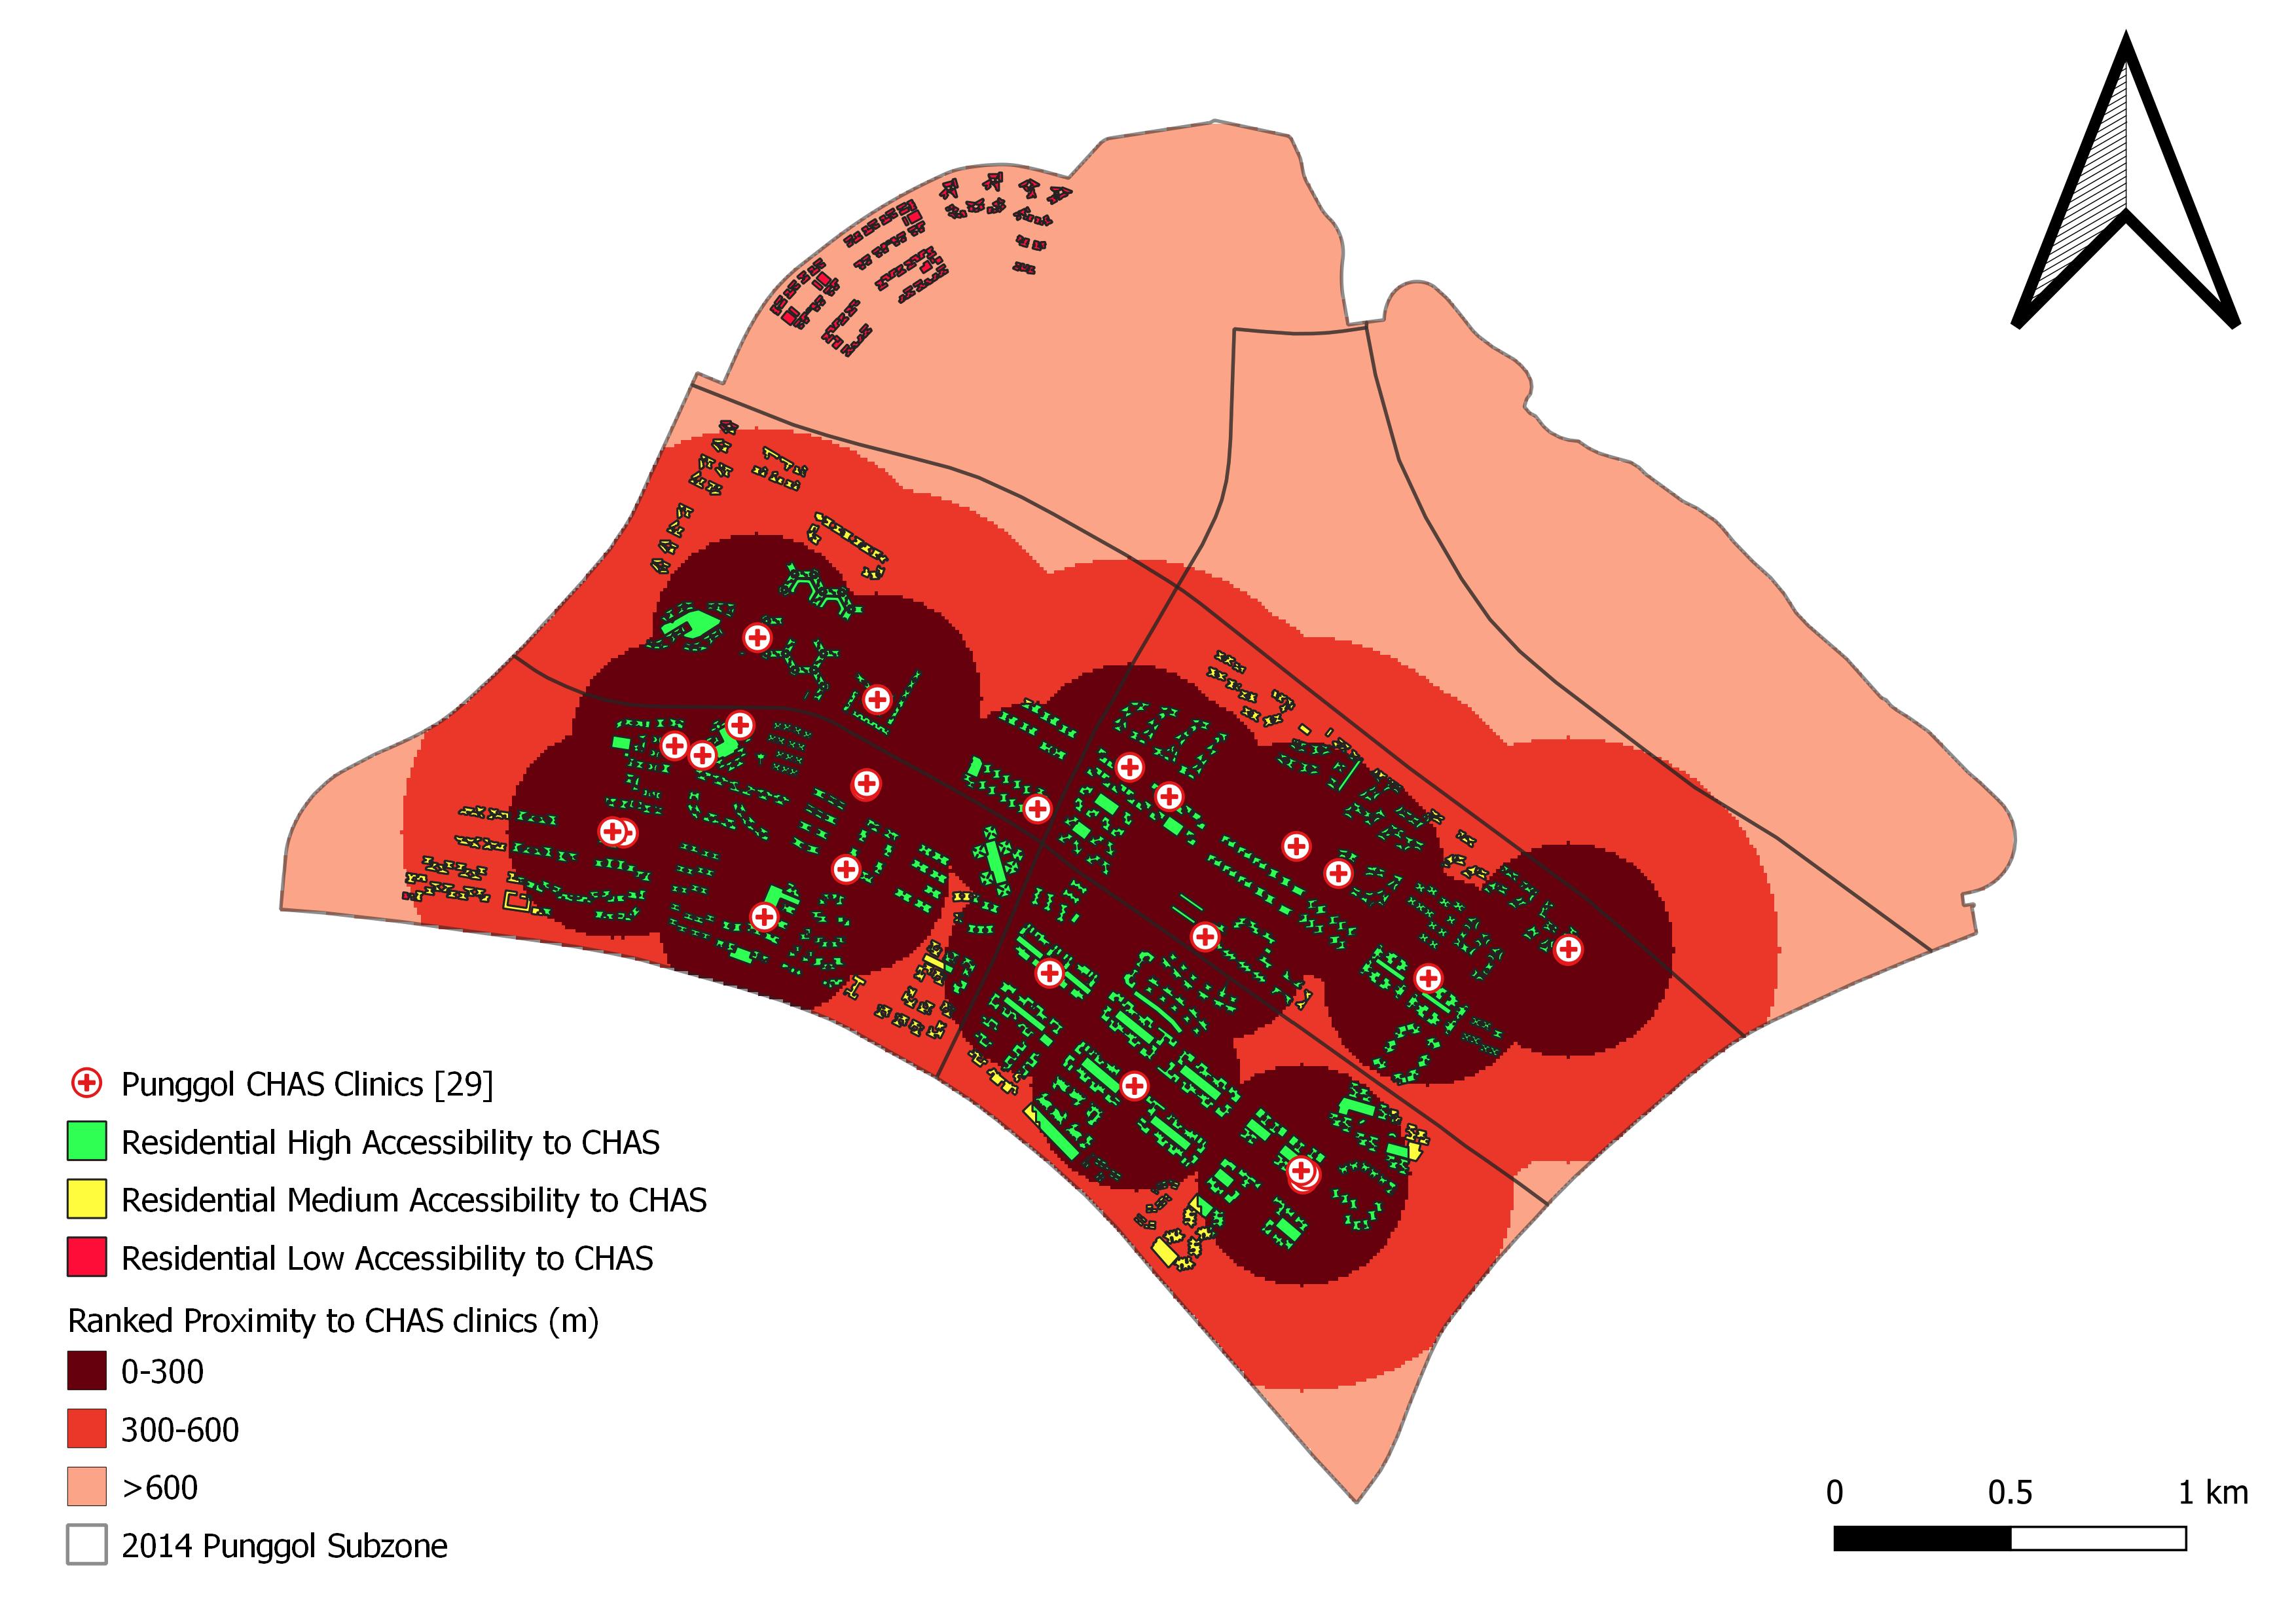 Punggol CHAS Clinics [29]
Residential High Accessibility to CHAS
Residential Medium Accessibility to CHAS
Residential Low Accessibility to CHAS
Ranked Proximity to CHAS clinics (m)
0-300
300-600
>600
2014 Punggol Subzone
0 0.5 1 km